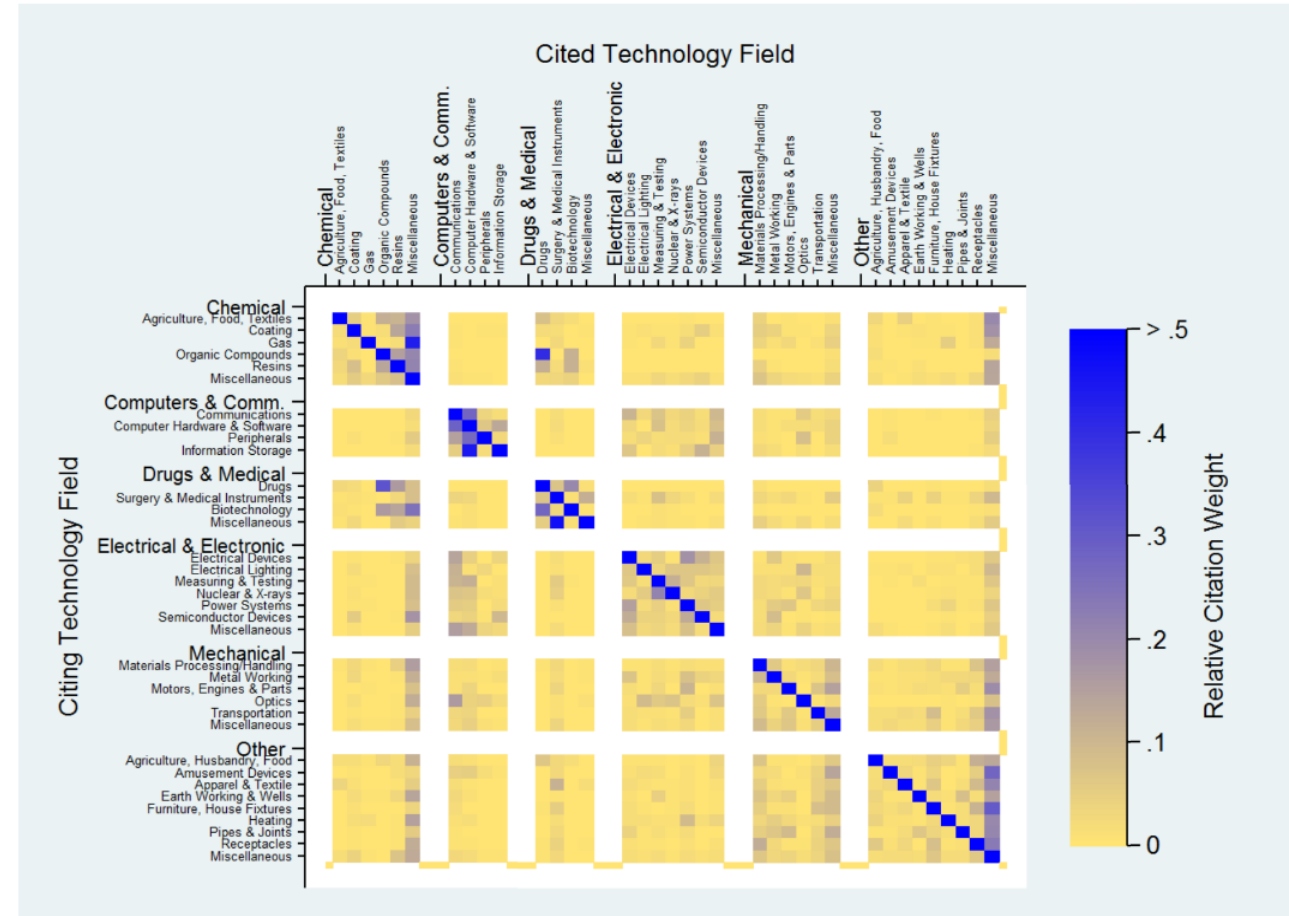 Cited Technology Field
Chemical
Agriculture, Food, Textiles
Coating
Gas
Organic Compounds
Resins
Miscellaneous
Computers & Comm.
Communications
Computer Hardware & Software
Peripherals
Information Storage
Drugs & Medical
Drugs
Surgery & Medical Instruments
Biotechnology
Miscellaneous
Electrical & Electronic
Electrical Devices
Electrical Lighting
Measuring & Testing
Nuclear & X-rays
Power Systems
Semiconductor Devices
Miscellaneous
Mechanical
Materials Processing/Handling
Metal Working
Motors, Engines & Parts
Optics
Transportation
Miscellaneous
Other
Agriculture, Husbandry, Food
Amusement Devices
Apparel & Textile
Earth Working & Wells
Furniture, House Fixtures
Heating
Pipes & Joints
Receptacles
Miscellaneous
Citing Technology Field
Chemical
Agriculture, Food, Textiles
Coating
Gas
Organic Compounds
Resins
Miscellaneous
Computers & Comm.
Communications
Computer Hardware & Software
Peripherals
Information Storage
Drugs & Medical
Drugs
Surgery & Medical Instruments
Biotechnology
Miscellaneous
Electrical & Electronic
Electrical Devices
Electrical Lighting
Measuring & Testing
Nuclear & X-rays
Power Systems
Semiconductor Devices
Miscellaneous
Mechanical
Materials Processing/Handling
Metal Working
Motors, Engines & Parts
Optics
Transportation
Miscellaneous
Other
Agriculture, Husbandry, Food
Amusement Devices
Apparel & Textile
Earth Working & Wells
Furniture, House Fixtures
Heating
Pipes & Joints
Receptacles
Miscellaneous
> .5
.4
.3
.2
.1
0
Relative Citation Weight